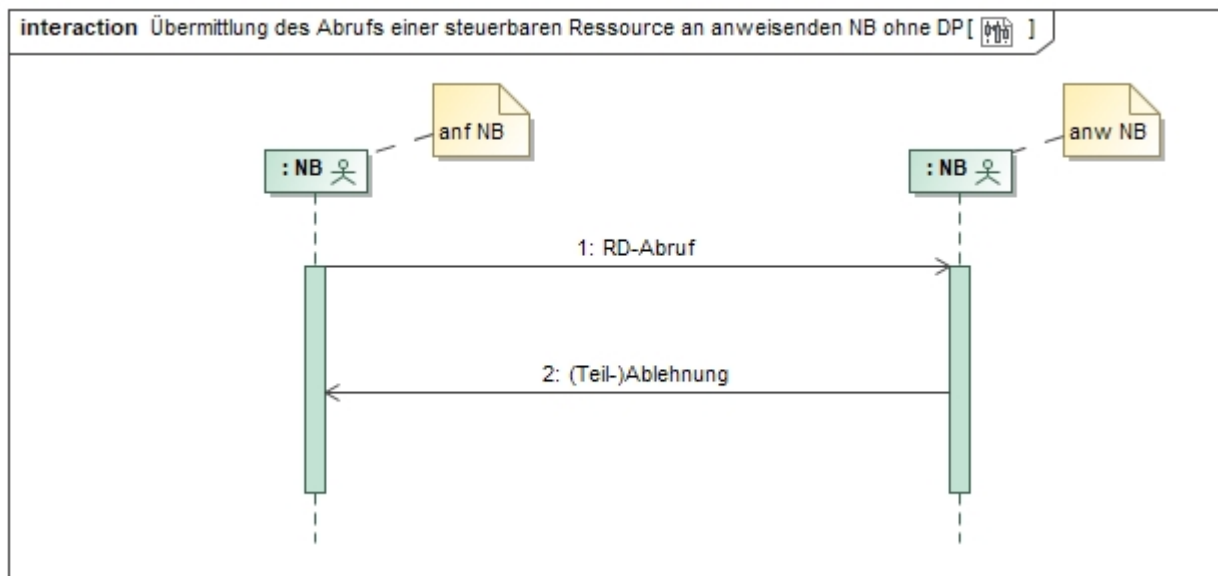 interaction Übermittlung des Abrufs einer steuerbaren Ressource an anweisenden NB ohne DP[ ]
anf NB
anw NB
: NB
: NB
1: RD-Abruf
2: (Teil-)Ablehnung